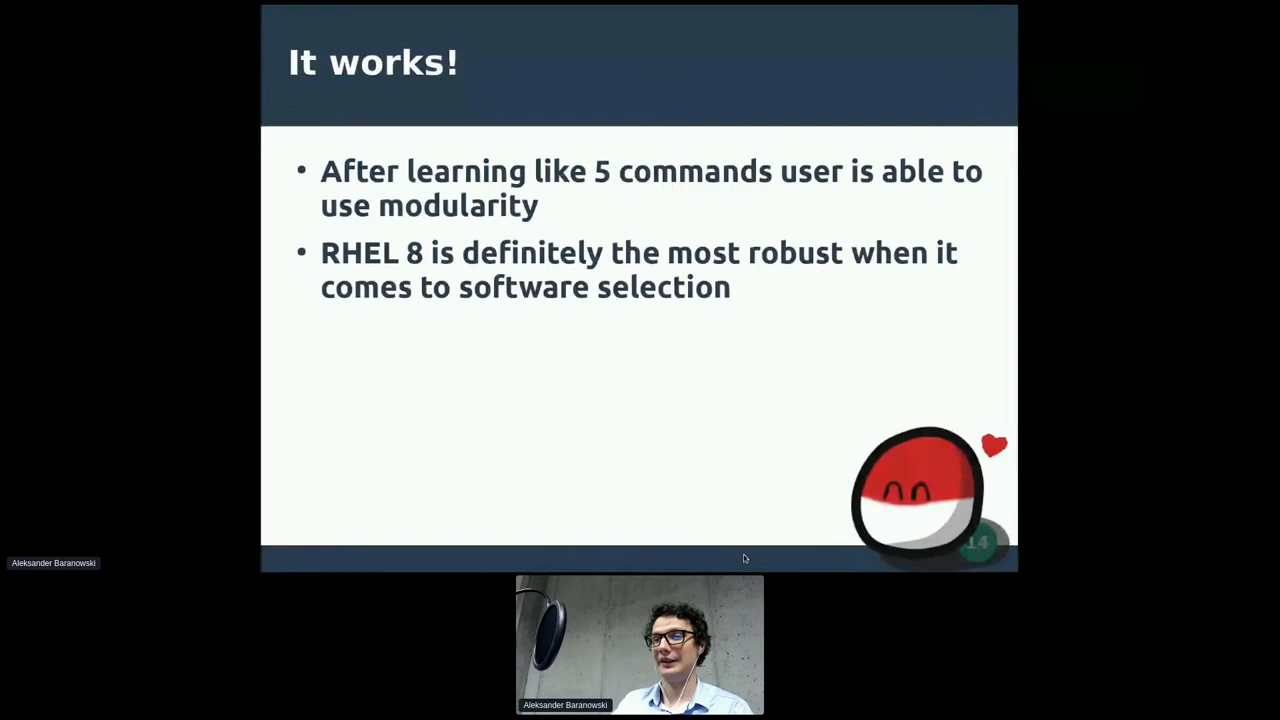 It works!
• After learning like 5 commands user is able to
use modularity
• RHEL 8 is definitely the most robust when it
comes to software selection
14
Aleksander Baranowski
Aleksander Baranowski